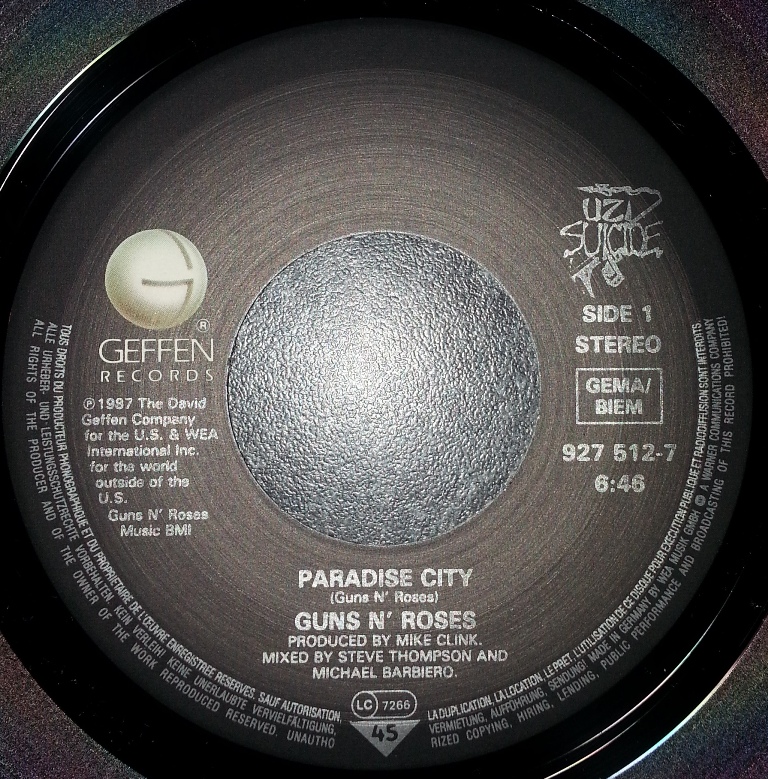 UZI
SUICIDE
G
®
GEFFEN
RECORDS
℗ 1987 The David
Geffen Company
for the U.S. & WEA
International Inc.
for the world
outside of the
U.S.
Guns N' Roses
Music BMI
SIDE 1
STEREO
GEMA/
BIEM
927 512-7
6:46
PARADISE CITY
(Guns N' Roses)
GUNS N' ROSES
PRODUCED BY MIKE CLINK.
MIXED BY STEVE THOMPSON AND
MICHAEL BARBIERO.
LC 7266
45
TOUS DROITS DU PRODUCTEUR PHONOGRAPHIQUE ET DU PROPRIETAIRE DE L'ŒUVRE ENREGISTREE RESERVES. SAUF AUTORISATION, LA DUPLICATION, LA LOCATION, LE PRET, L'UTILISATION DE CE DISQUE POUR EXECUTION PUBLIQUE ET RADIODIFFUSION SONT INTERDITS.
ALLE URHEBER- UND LEISTUNGSSCHUTZRECHTE VORBEHALTEN. KEIN VERLEIH! KEINE UNERLAUBTE VERVIELFÄLTIGUNG, VERMIETUNG, AUFFÜHRUNG, SENDUNG! MADE IN GERMANY BY WEA MUSIK GMBH © A WARNER COMMUNICATIONS COMPANY
ALL RIGHTS OF THE PRODUCER AND OF THE OWNER OF THE WORK REPRODUCED RESERVED. UNAUTHORIZED COPYING, HIRING, LENDING, PUBLIC PERFORMANCE AND BROADCASTING OF THIS RECORD PROHIBITED!